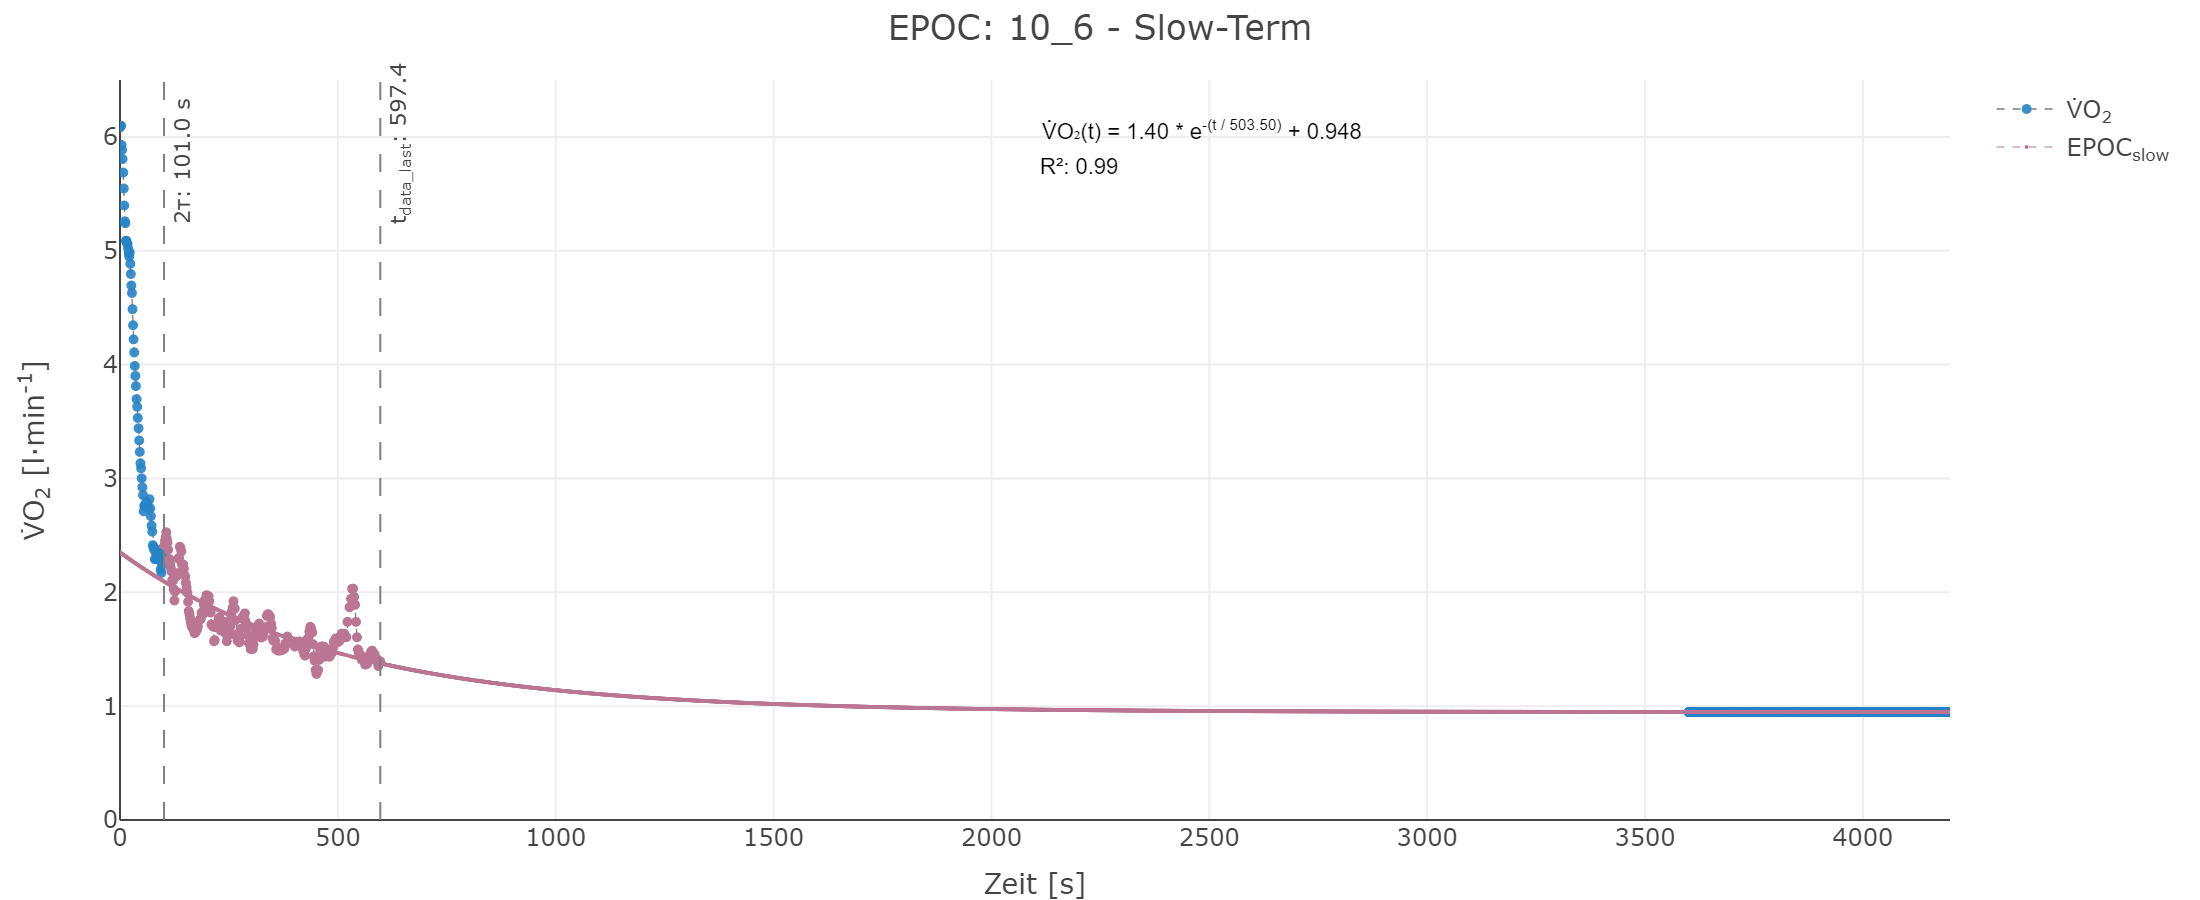 EPOC: 10_6 - Slow-Term
V̇O₂
EPOC_slow
2τ: 101.0 s
t_data_last: 597.4
V̇O₂(t) = 1.40 * e^-(t / 503.50) + 0.948
R²: 0.99
V̇O₂ [l·min⁻¹]
6
5
4
3
2
1
0
0 500 1000 1500 2000 2500 3000 3500 4000
Zeit [s]